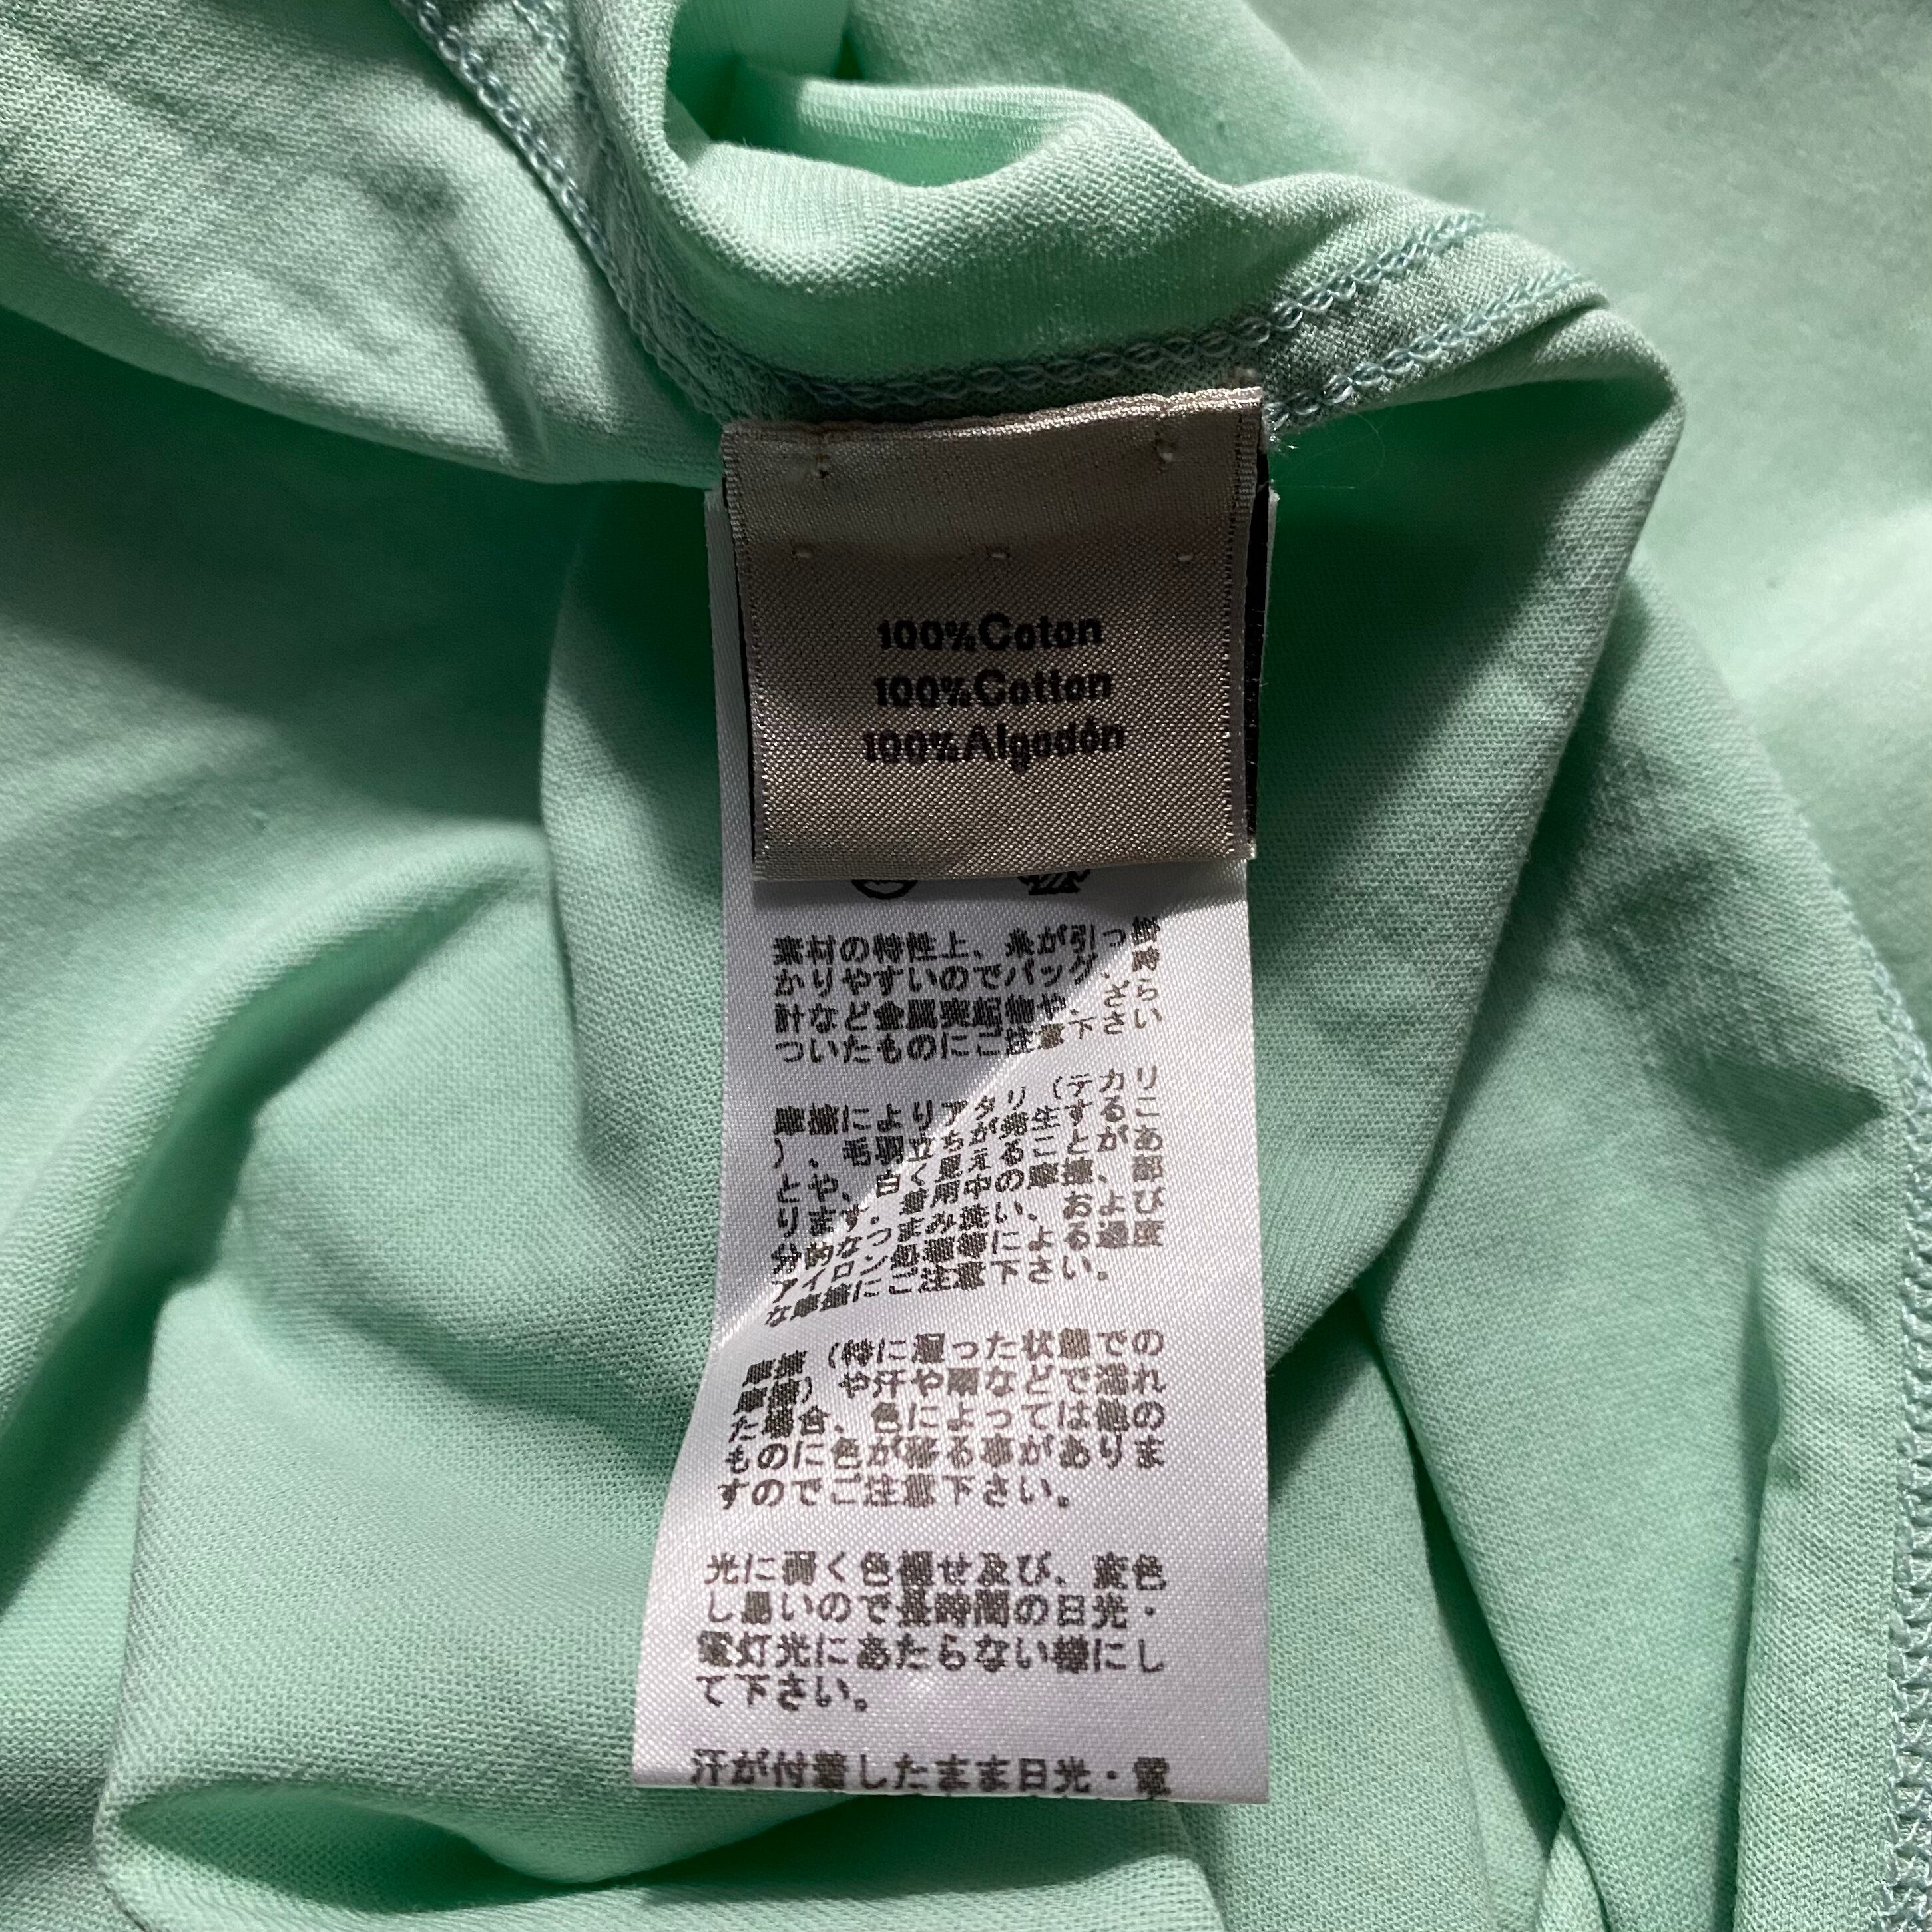 100%Coton
100%Cotton
100%Algodón
素材の特性上、糸が引っ掛
かりやすいのでバッグ、時
計など金属突起物や、ざら
ついたものにご注意下さい
摩擦によりアタリ（テカリ
）、毛羽立ちが発生するこ
とや、白く見えることがあ
ります。着用中の摩擦、部
分的なつまみ洗い、および
アイロン処理等による過度
な摩擦にご注意下さい。
摩擦（特に湿った状態での
摩擦）や汗や雨などで濡れ
た場合、色によっては他の
ものに色が移る事がありま
すのでご注意下さい。
光に弱く色褪せ及び、変色
し易いので長時間の日光・
電灯光にあたらない様にし
て下さい。
汗が付着したまま日光・電